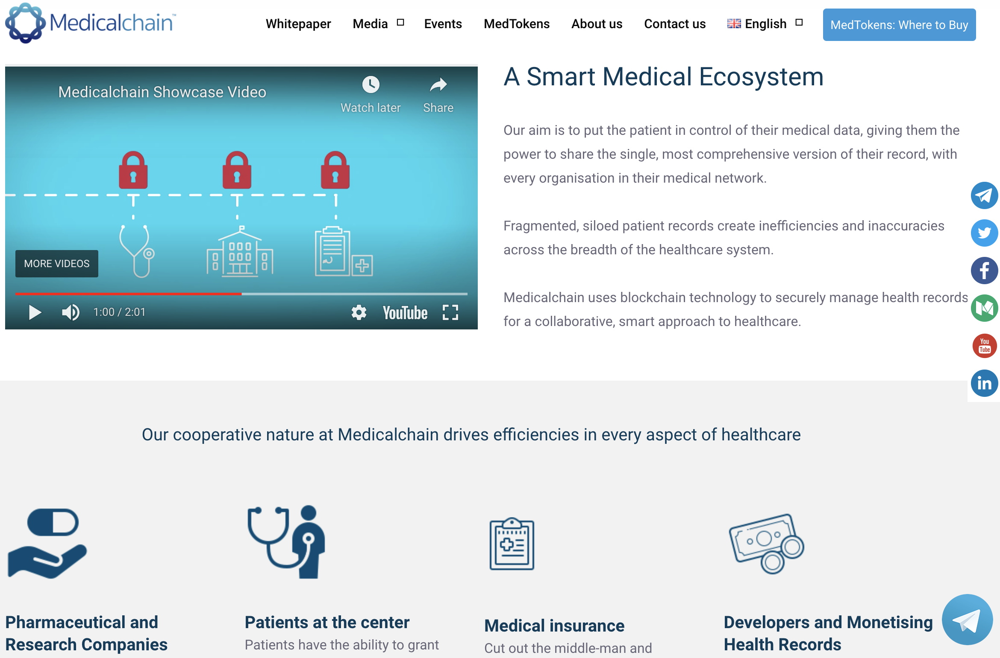 Medicalchain™
Whitepaper Media Events MedTokens About us Contact us English MedTokens: Where to Buy
Medicalchain Showcase Video
Watch later Share
MORE VIDEOS
1:00 / 2:01
YouTube
A Smart Medical Ecosystem
Our aim is to put the patient in control of their medical data, giving them the
power to share the single, most comprehensive version of their record, with
every organisation in their medical network.
Fragmented, siloed patient records create inefficiencies and inaccuracies
across the breadth of the healthcare system.
Medicalchain uses blockchain technology to securely manage health records
for a collaborative, smart approach to healthcare.
You
Tube
in
Our cooperative nature at Medicalchain drives efficiencies in every aspect of healthcare
Pharmaceutical and
Research Companies
Patients at the center
Patients have the ability to grant
Medical insurance
Cut out the middle-man and
Developers and Monetising
Health Records